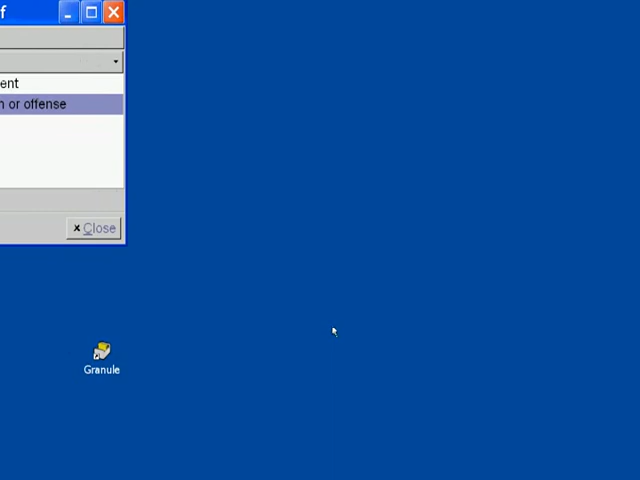 f
ent
n or offense
x Close
Granule